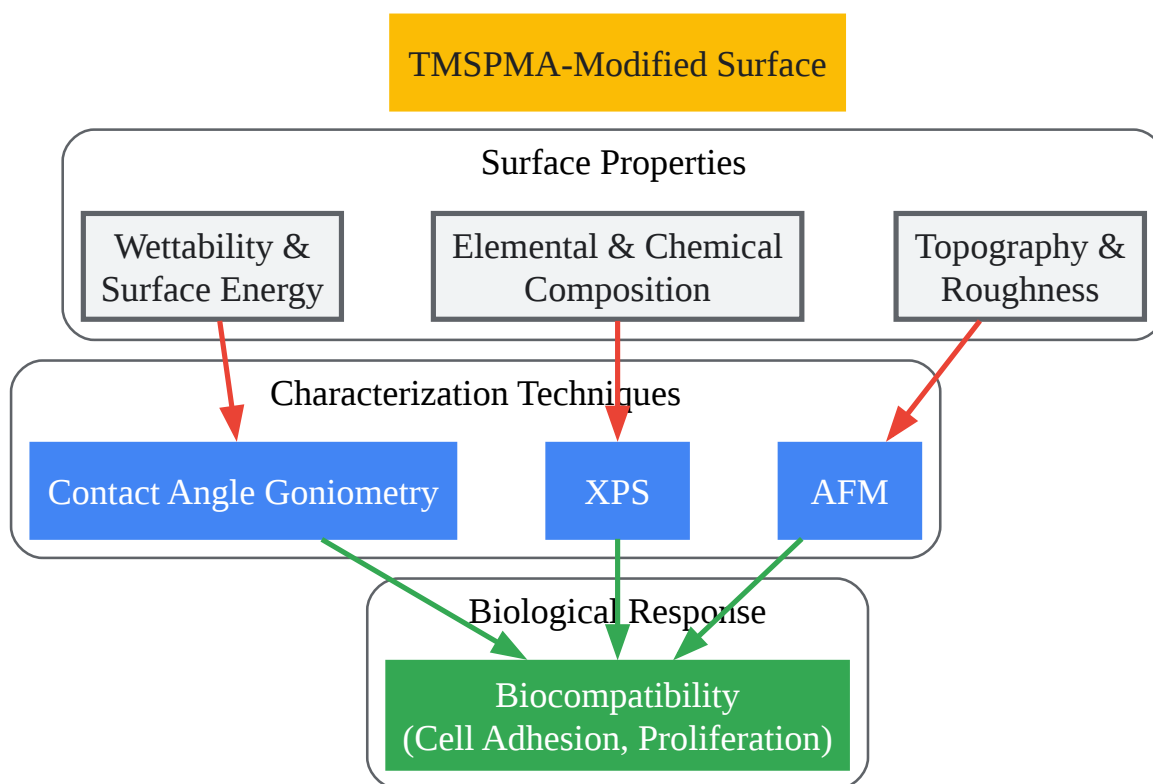 TMSPMA-Modified Surface
Surface Properties
Wettability &
Surface Energy
Elemental & Chemical
Composition
Topography &
Roughness
Characterization Techniques
Contact Angle Goniometry
XPS
AFM
Biological Response
Biocompatibility
(Cell Adhesion, Proliferation)